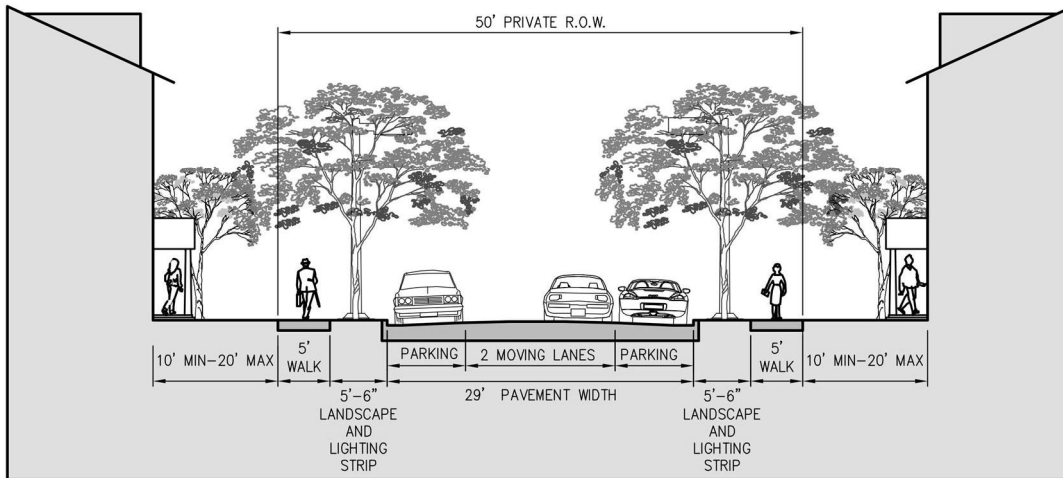 50' PRIVATE R.O.W.
10' MIN–20' MAX
5'
WALK
PARKING
2 MOVING LANES
PARKING
5'
WALK
10' MIN–20' MAX
5'-6"
LANDSCAPE
AND
LIGHTING
STRIP
29' PAVEMENT WIDTH
5'-6"
LANDSCAPE
AND
LIGHTING
STRIP